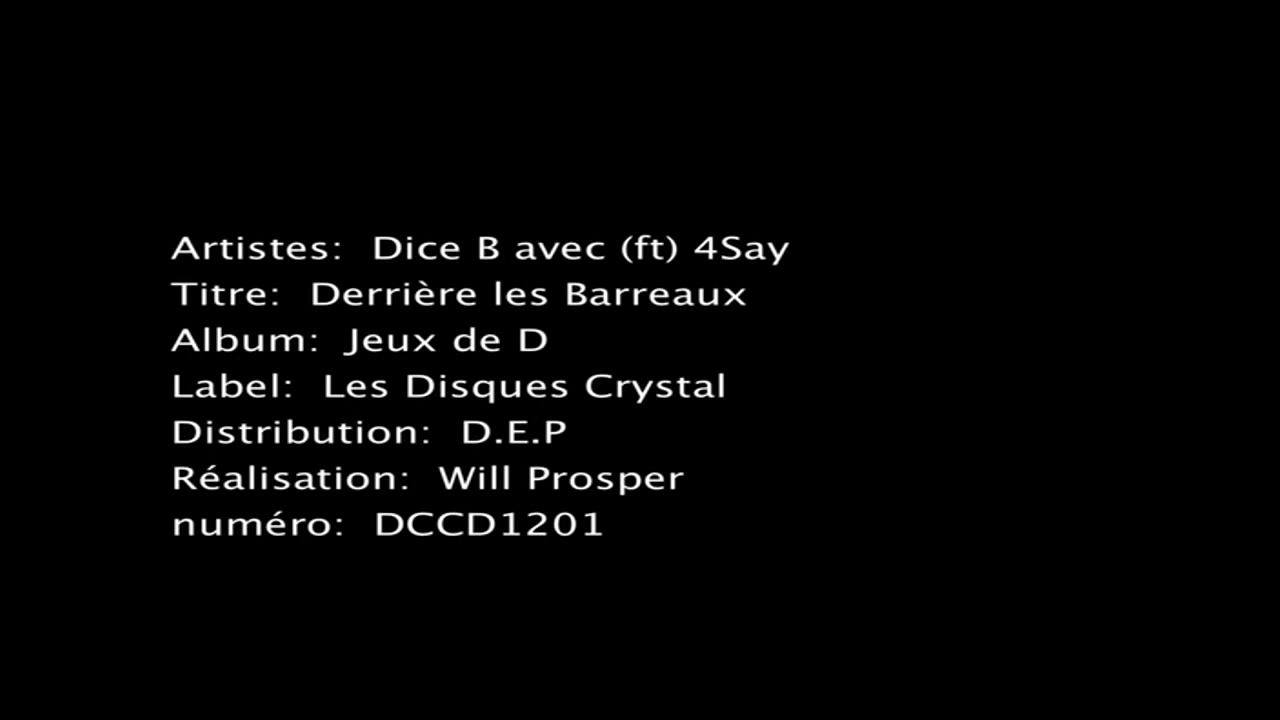 Artistes: Dice B avec (ft) 4Say
Titre: Derrière les Barreaux
Album: Jeux de D
Label: Les Disques Crystal
Distribution: D.E.P
Réalisation: Will Prosper
numéro: DCCD1201